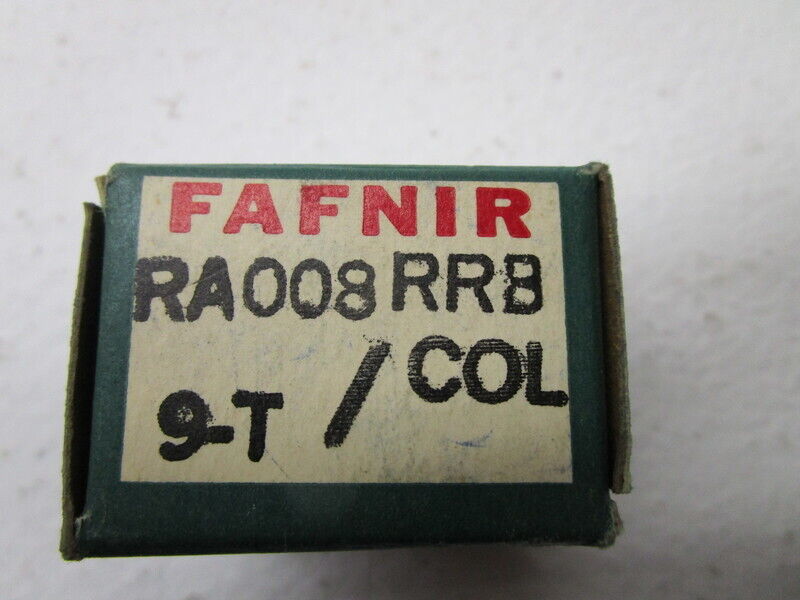 FAFNIR
RA008RRB
9-T / COL